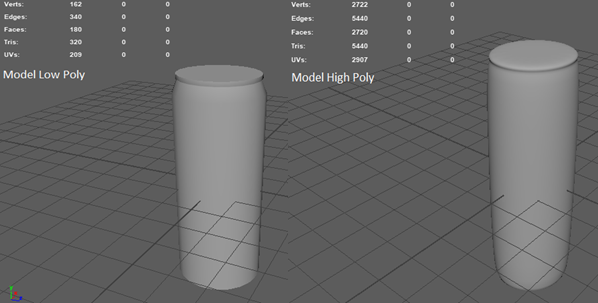 Verts: 162 0 0
Edges: 340 0 0
Faces: 180 0 0
Tris: 320 0 0
UVs: 209 0 0
Model Low Poly
Verts: 2722 0 0
Edges: 5440 0 0
Faces: 2720 0 0
Tris: 5440 0 0
UVs: 2907 0 0
Model High Poly